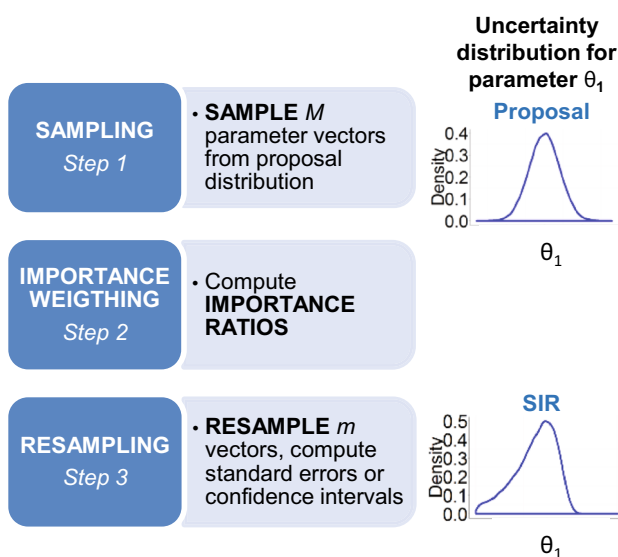 Uncertainty
distribution for
parameter θ1
SAMPLING
Step 1
• SAMPLE M
parameter vectors
from proposal
distribution
Proposal
Density
0.4
0.3
0.2
0.1
0.0
θ1
IMPORTANCE
WEIGTHING
Step 2
• Compute
IMPORTANCE
RATIOS
RESAMPLING
Step 3
• RESAMPLE m
vectors, compute
standard errors or
confidence intervals
SIR
Density
0.5
0.4
0.3
0.2
0.1
0.0
θ1